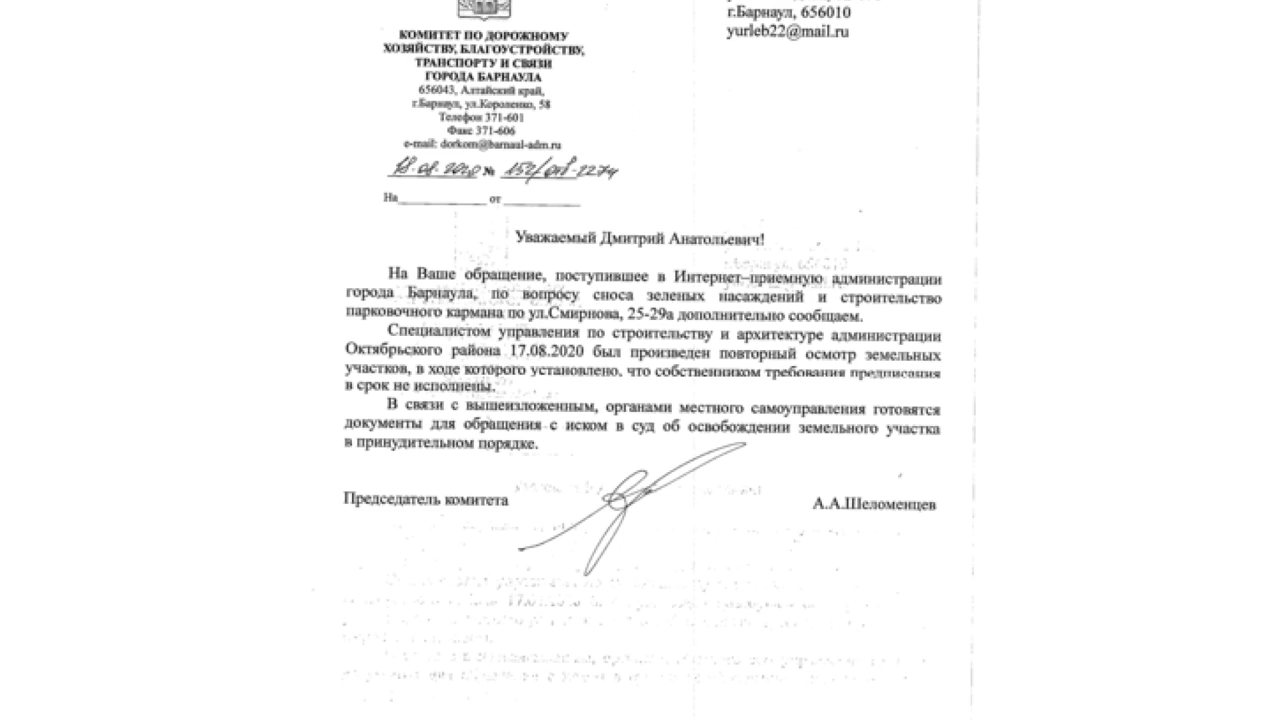 г.Барнаул, 656010
yurleb22@mail.ru
КОМИТЕТ ПО ДОРОЖНОМУ
ХОЗЯЙСТВУ, БЛАГОУСТРОЙСТВУ,
ТРАНСПОРТУ И СВЯЗИ
ГОРОДА БАРНАУЛА
656043, Алтайский край,
г.Барнаул, ул.Короленко, 58
Телефон 371-601
Факс 371-606
e-mail: dorkom@barnaul-adm.ru
18.08.2020 №
На от
Уважаемый Дмитрий Анатольевич!
На Ваше обращение, поступившее в Интернет–приемную администрации
города Барнаула, по вопросу сноса зеленых насаждений и строительство
парковочного кармана по ул.Смирнова, 25-29а дополнительно сообщаем.
Специалистом управления по строительству и архитектуре администрации
Октябрьского района 17.08.2020 был произведен повторный осмотр земельных
участков, в ходе которого установлено, что собственником требования предписания
в срок не исполнены.
В связи с вышеизложенным, органами местного самоуправления готовятся
документы для обращения с иском в суд об освобождении земельного участка
в принудительном порядке.
Председатель комитета А.А.Шеломенцев